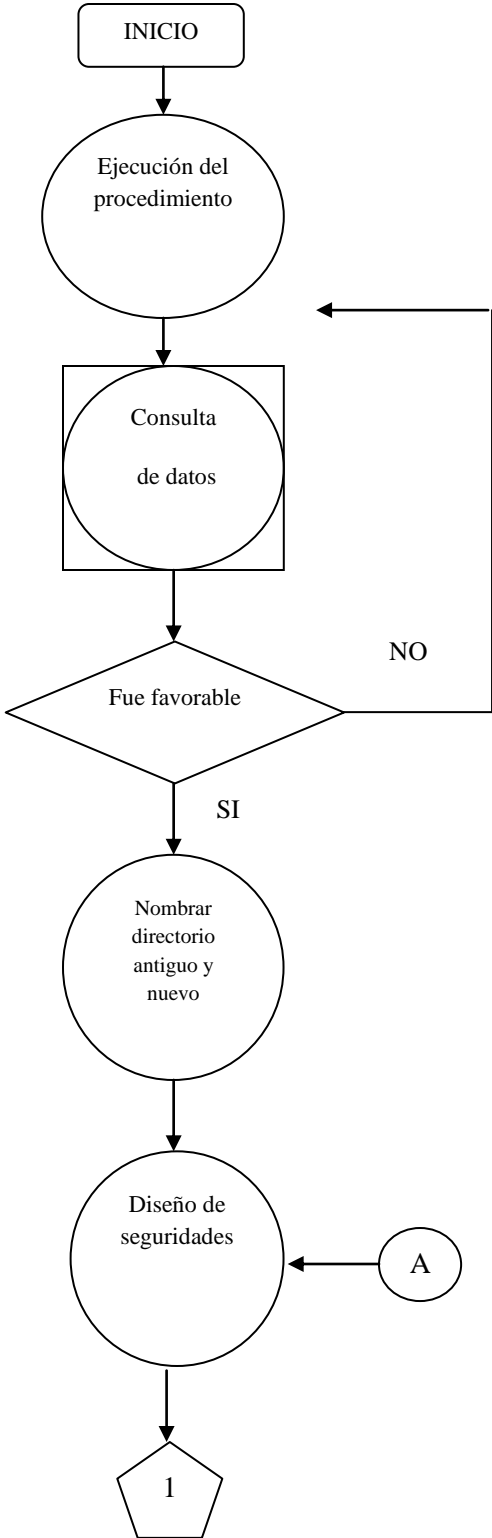 INICIO
Ejecución del
procedimiento
Consulta
de datos
NO
Fue favorable
SI
Nombrar
directorio
antiguo y
nuevo
Diseño de
seguridades
A
1